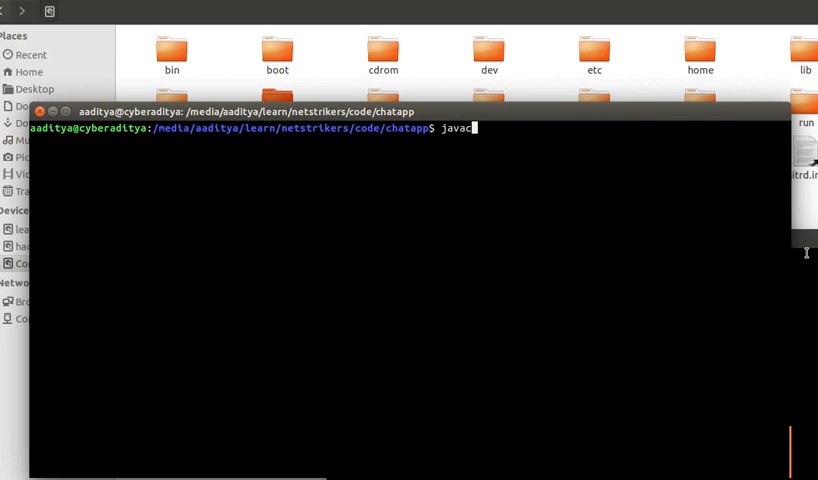 Places
Recent
Home
Desktop
bin
boot
cdrom
dev
etc
home
lib
run
aaditya@cyberaditya: /media/aaditya/learn/netstrikers/code/chatapp
aaditya@cyberaditya:/media/aaditya/learn/netstrikers/code/chatapp$ javac